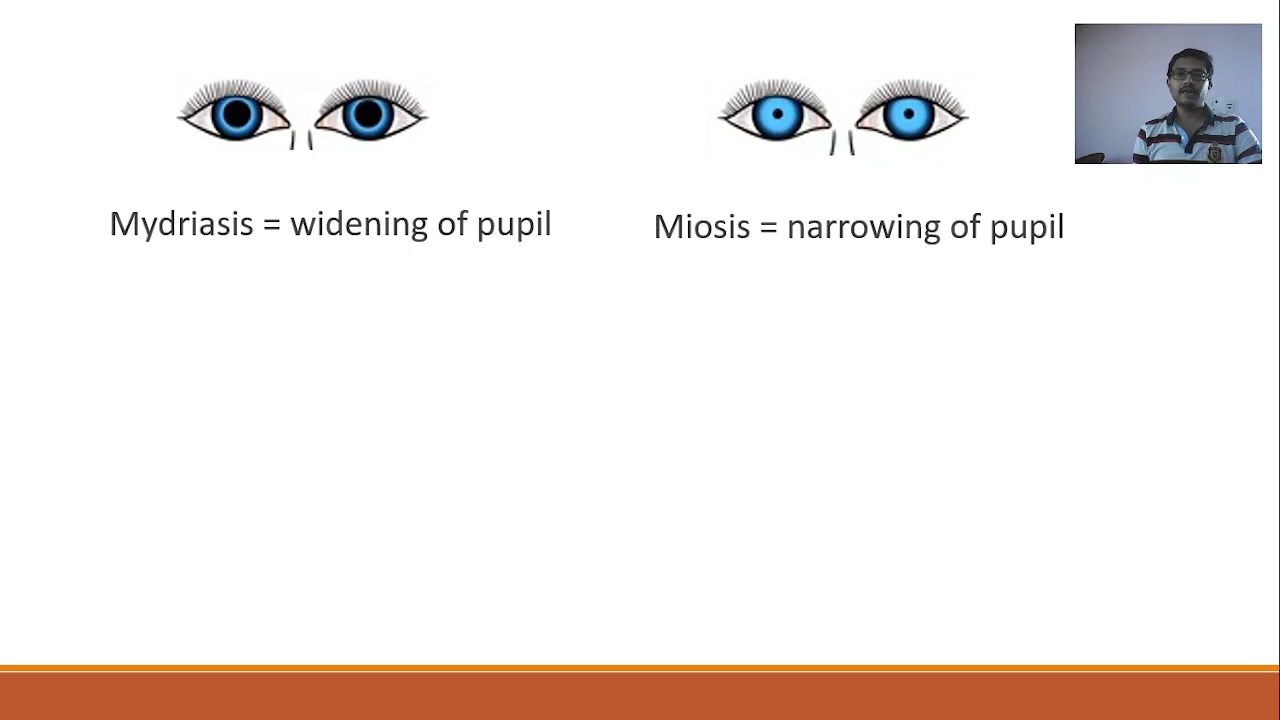 Mydriasis = widening of pupil
Miosis = narrowing of pupil